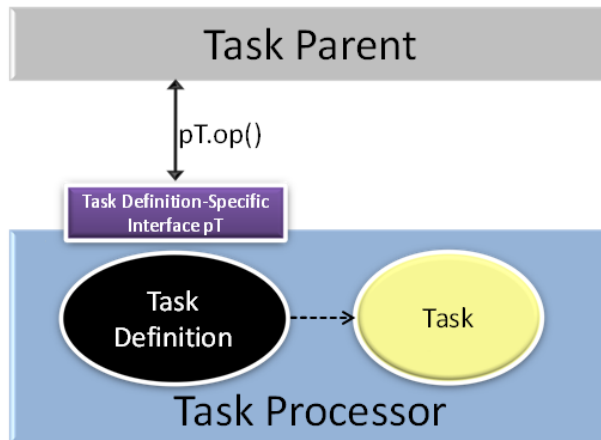 Task Parent
pT.op()
Task Definition-Specific
Interface pT
Task
Definition
Task
Task Processor